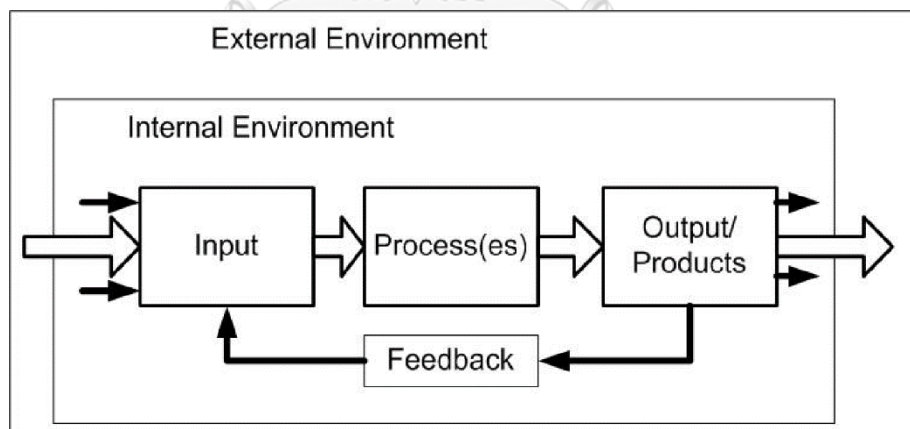 External Environment
Internal Environment
Input
Process(es)
Output/
Products
Feedback